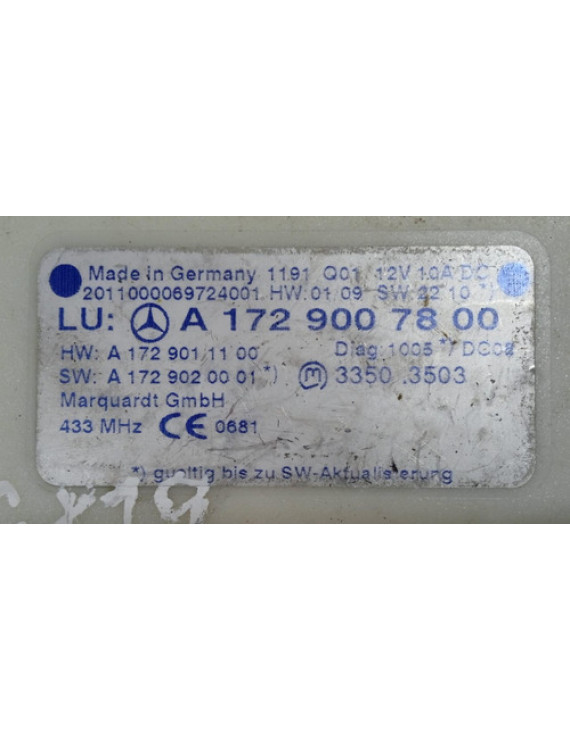 Made in Germany 1191 Q01 12V 10A DC
2011000069724001 HW:01 09 SW 22 10 *)
LU: A 172 900 78 00
HW: A 172 901 11 00 Diag:1005*)/ DC02
SW: A 172 902 00 01*) m 3350 .3503
Marquardt GmbH
433 MHz CE 0681
*) gueltig bis zu SW-Aktualisierung